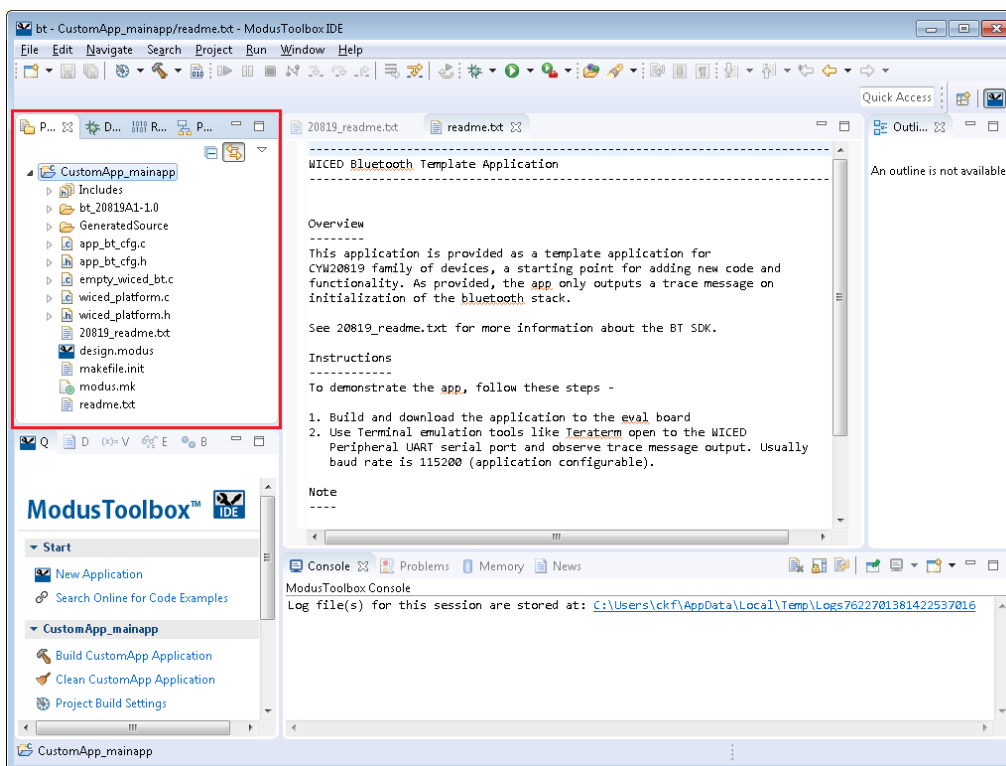 bt - CustomApp_mainapp/readme.txt - ModusToolbox IDE
File Edit Navigate Search Project Run Window Help
Quick Access
P... D... R... P...
CustomApp_mainapp
Includes
bt_20819A1-1.0
GeneratedSource
app_bt_cfg.c
app_bt_cfg.h
empty_wiced_bt.c
wiced_platform.c
wiced_platform.h
20819_readme.txt
design.modus
makefile.init
modus.mk
readme.txt
20819_readme.txt readme.txt
--------------------------------------------------------------------------------
WICED Bluetooth Template Application
--------------------------------------------------------------------------------
Overview
--------
This application is provided as a template application for
CYW20819 family of devices, a starting point for adding new code and
functionality. As provided, the app only outputs a trace message on
initialization of the bluetooth stack.
See 20819_readme.txt for more information about the BT SDK.
Instructions
------------
To demonstrate the app, follow these steps -
1. Build and download the application to the eval board
2. Use Terminal emulation tools like Teraterm open to the WICED
Peripheral UART serial port and observe trace message output. Usually
baud rate is 115200 (application configurable).
Note
----
Outli...
An outline is not available
Q D (x)= V E B
ModusToolbox™ IDE
Start
New Application
Search Online for Code Examples
CustomApp_mainapp
Build CustomApp Application
Clean CustomApp Application
Project Build Settings
Console Problems Memory News
ModusToolbox Console
Log file(s) for this session are stored at: C:\Users\ckf\AppData\Local\Temp\Logs7622701381422537016
CustomApp_mainapp